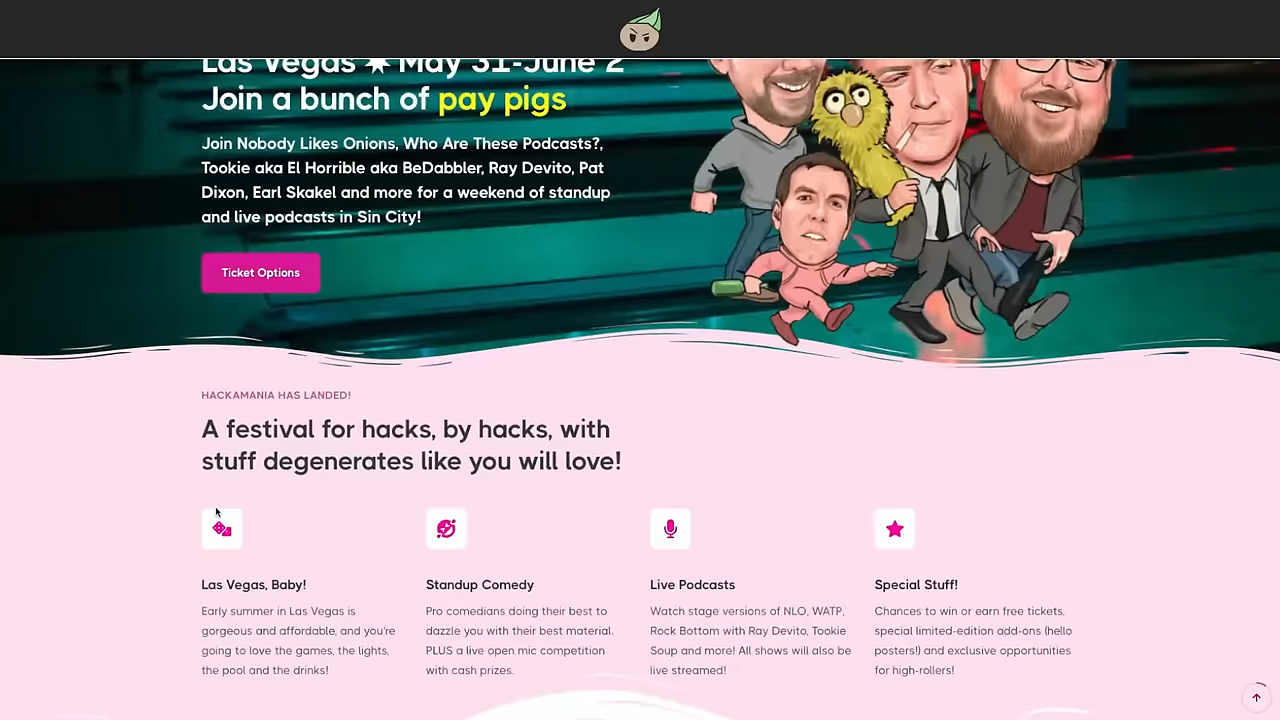 Las Vegas ✷ May 31-June 2
Join a bunch of pay pigs
Join Nobody Likes Onions, Who Are These Podcasts?,
Tookie aka El Horrible aka BeDabbler, Ray Devito, Pat
Dixon, Earl Skakel and more for a weekend of standup
and live podcasts in Sin City!
Ticket Options
HACKAMANIA HAS LANDED!
A festival for hacks, by hacks, with
stuff degenerates like you will love!
Las Vegas, Baby!
Early summer in Las Vegas is
gorgeous and affordable, and you're
going to love the games, the lights,
the pool and the drinks!
Standup Comedy
Pro comedians doing their best to
dazzle you with their best material.
PLUS a live open mic competition
with cash prizes.
Live Podcasts
Watch stage versions of NLO, WATP,
Rock Bottom with Ray Devito, Tookie
Soup and more! All shows will also be
live streamed!
Special Stuff!
Chances to win or earn free tickets,
special limited-edition add-ons (hello
posters!) and exclusive opportunities
for high-rollers!